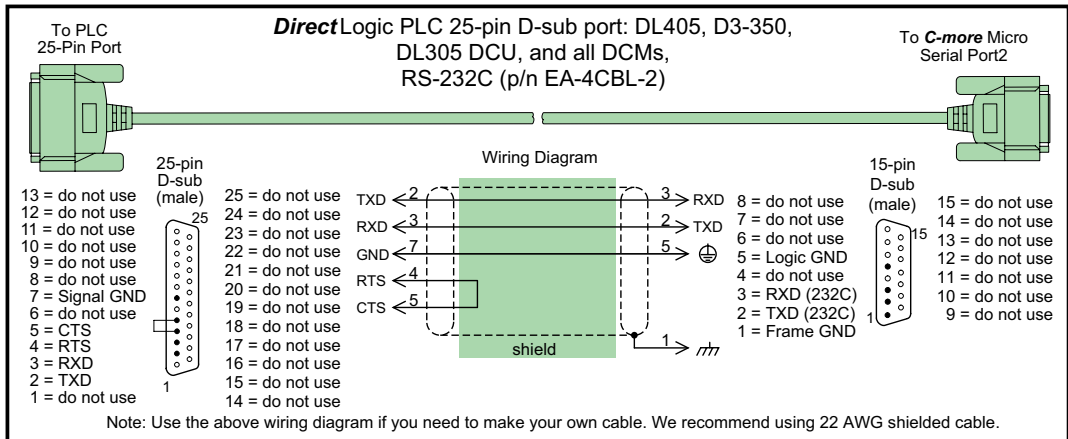 To PLC
25-Pin Port
DirectLogic PLC 25-pin D-sub port: DL405, D3-350,
DL305 DCU, and all DCMs,
RS-232C (p/n EA-4CBL-2)
To C-more Micro
Serial Port2
25-pin
D-sub
(male)
13 = do not use
12 = do not use
11 = do not use
10 = do not use
9 = do not use
8 = do not use
7 = Signal GND
6 = do not use
5 = CTS
4 = RTS
3 = RXD
2 = TXD
1 = do not use
25
1
25 = do not use
24 = do not use
23 = do not use
22 = do not use
21 = do not use
20 = do not use
19 = do not use
18 = do not use
17 = do not use
16 = do not use
15 = do not use
14 = do not use
Wiring Diagram
TXD 2 3 RXD
RXD 3 2 TXD
GND 7 5
RTS 4
CTS 5
shield
1
8 = do not use
7 = do not use
6 = do not use
5 = Logic GND
4 = do not use
3 = RXD (232C)
2 = TXD (232C)
1 = Frame GND
15-pin
D-sub
(male)
15
1
15 = do not use
14 = do not use
13 = do not use
12 = do not use
11 = do not use
10 = do not use
9 = do not use
Note: Use the above wiring diagram if you need to make your own cable. We recommend using 22 AWG shielded cable.